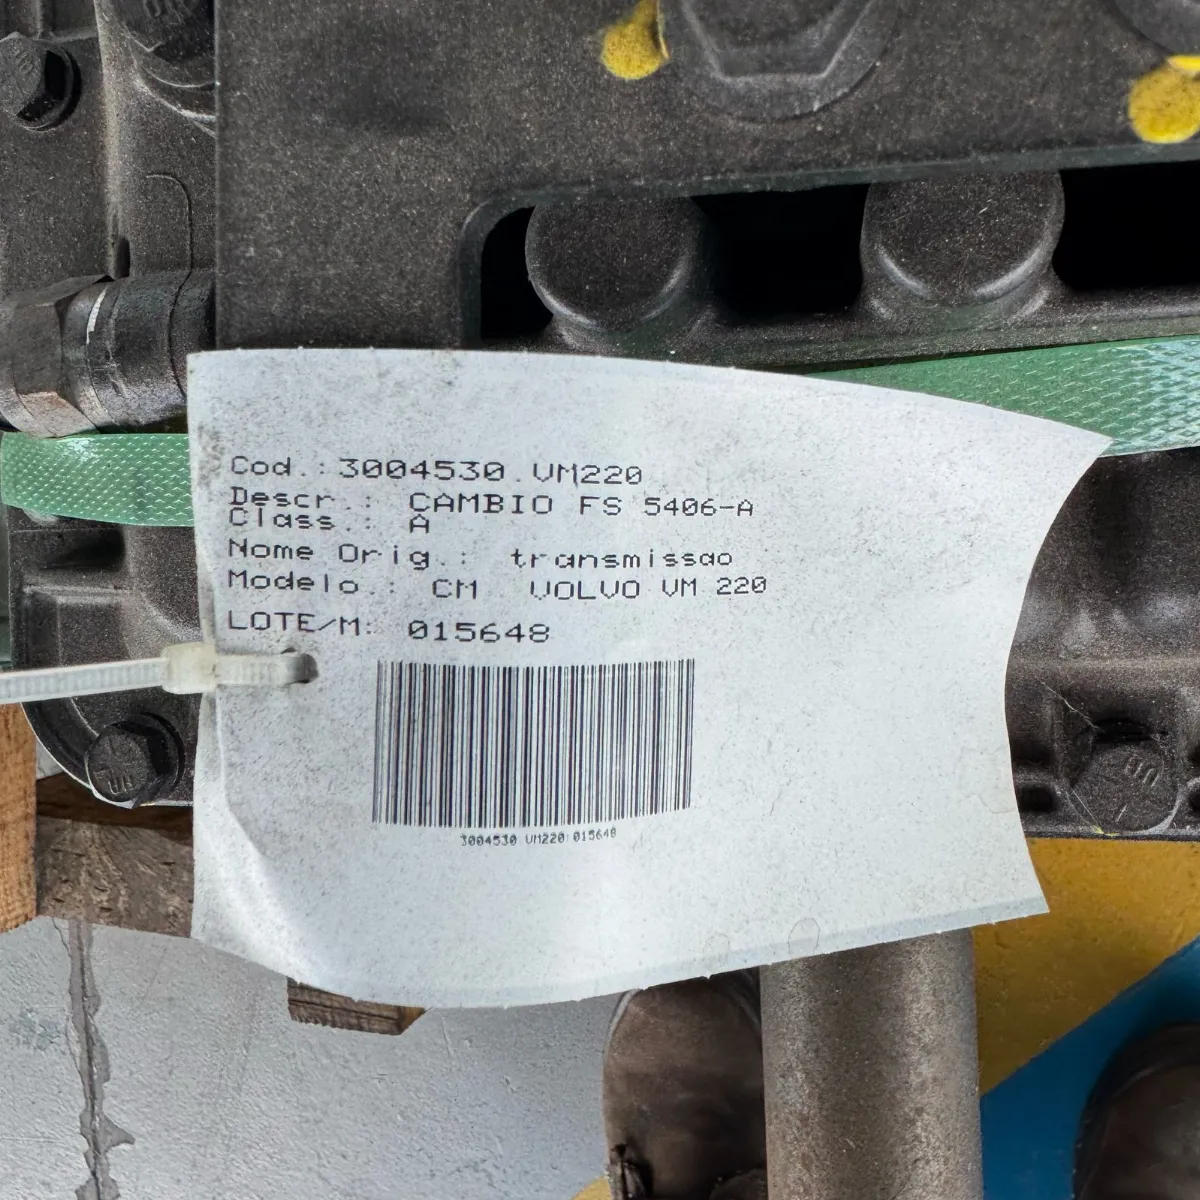 Cod.: 3004530.VM220
Descr.: CAMBIO FS 5406-A
Class.: A
Nome Orig.: transmissao
Modelo.: CM VOLVO VM 220
LOTE/M: 015648
3004530 VM220 015648